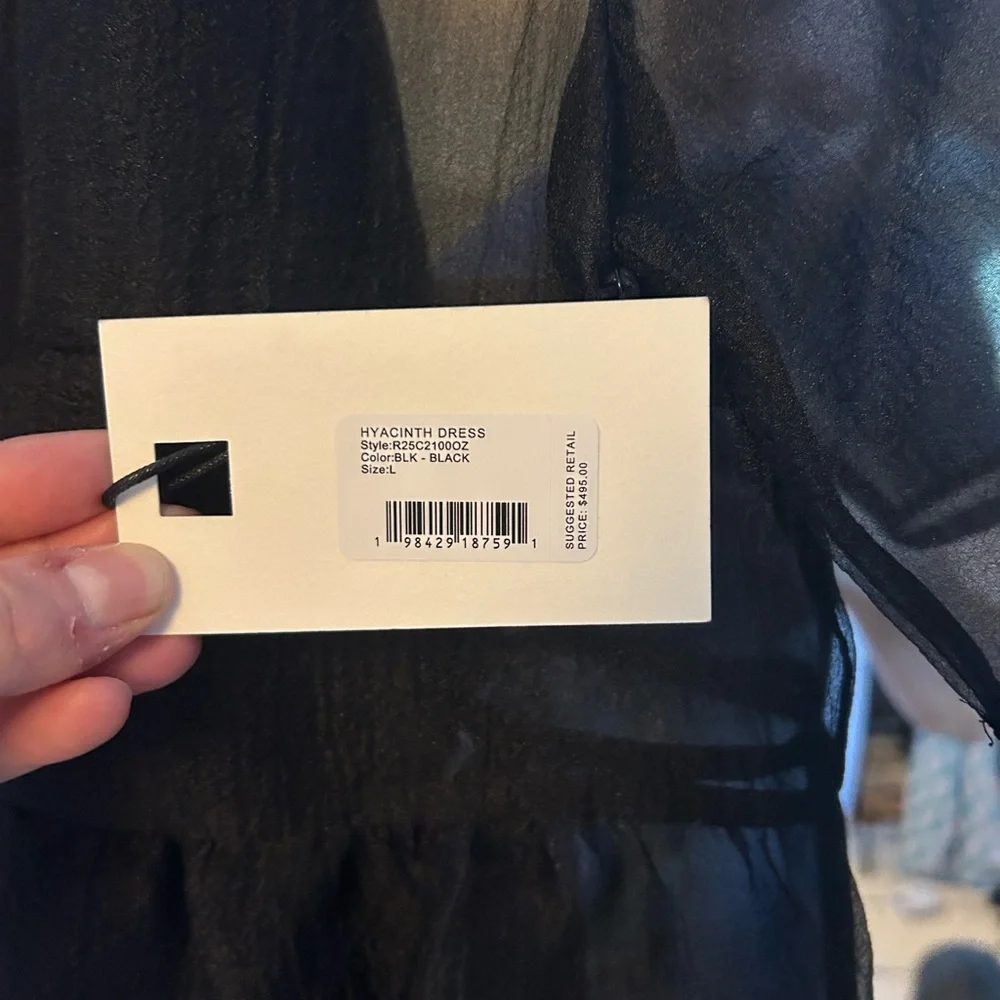 HYACINTH DRESS
Style:R25C2100OZ
Color:BLK - BLACK
Size:L
1 98429 18759 1
SUGGESTED RETAIL
PRICE: $495.00